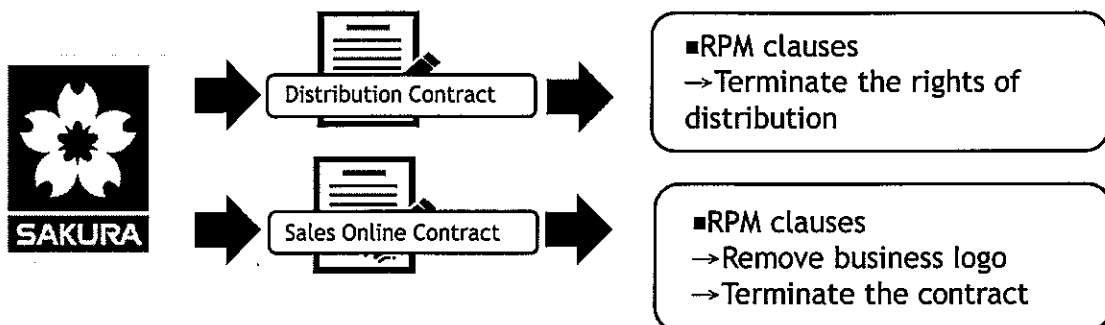 SAKURA
Distribution Contract
■RPM clauses
→Terminate the rights of
distribution
Sales Online Contract
■RPM clauses
→Remove business logo
→Terminate the contract